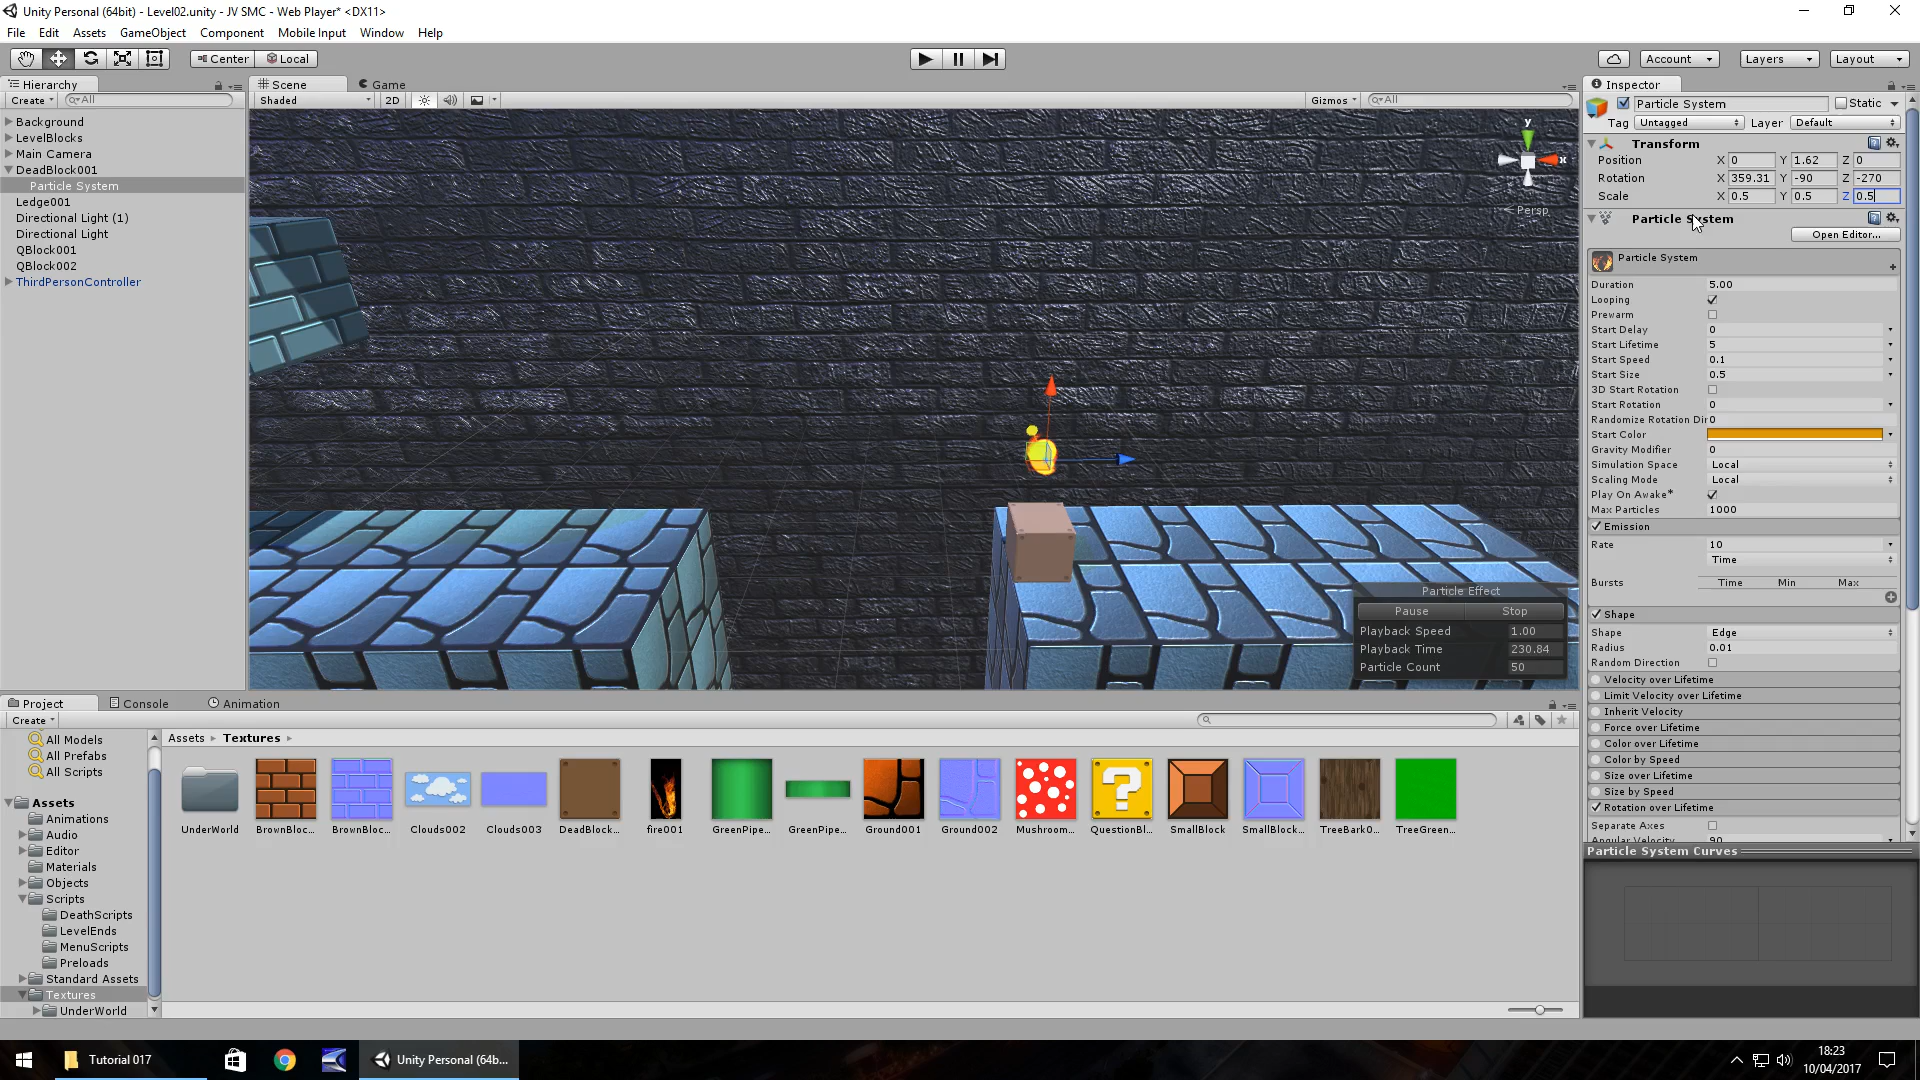 Unity Personal (64bit) - Level02.unity - JV SMC - Web Player* <DX11>
File Edit Assets GameObject Component Mobile Input Window Help
Center Local Account Layers Layout
Hierarchy Scene Game Inspector
Create All Shaded 2D Gizmos All
Particle System Static
Tag Untagged Layer Default
Background
LevelBlocks
Main Camera
DeadBlock001
Particle System
Ledge001
Directional Light (1)
Directional Light
QBlock001
QBlock002
ThirdPersonController
y
x
Persp
Transform
Position X 0 Y 1.62 Z 0
Rotation X 359.31 Y -90 Z -270
Scale X 0.5 Y 0.5 Z 0.5
Particle System
Open Editor...
Particle System
Duration 5.00
Looping
Prewarm
Start Delay 0
Start Lifetime 5
Start Speed 0.1
Start Size 0.5
3D Start Rotation
Start Rotation 0
Randomize Rotation Dir 0
Start Color
Gravity Modifier 0
Simulation Space Local
Scaling Mode Local
Play On Awake*
Max Particles 1000
Emission
Rate 10
Time
Bursts Time Min Max
Shape
Shape Edge
Radius 0.01
Random Direction
Velocity over Lifetime
Limit Velocity over Lifetime
Inherit Velocity
Force over Lifetime
Color over Lifetime
Color by Speed
Size over Lifetime
Size by Speed
Rotation over Lifetime
Separate Axes
Angular Velocity 90
Particle System Curves
Particle Effect
Pause Stop
Playback Speed 1.00
Playback Time 230.84
Particle Count 50
Project Console Animation
Create
All Models
All Prefabs
All Scripts
Assets
Animations
Audio
Editor
Materials
Objects
Scripts
DeathScripts
LevelEnds
MenuScripts
Preloads
Standard Assets
Textures
UnderWorld
Assets Textures
UnderWorld BrownBloc... BrownBloc... Clouds002 Clouds003 DeadBlock... fire001 GreenPipe... GreenPipe... Ground001 Ground002 Mushroom... QuestionBl... SmallBlock SmallBlock... TreeBark0... TreeGreen...
Tutorial 017 Unity Personal (64b...
18:23
10/04/2017